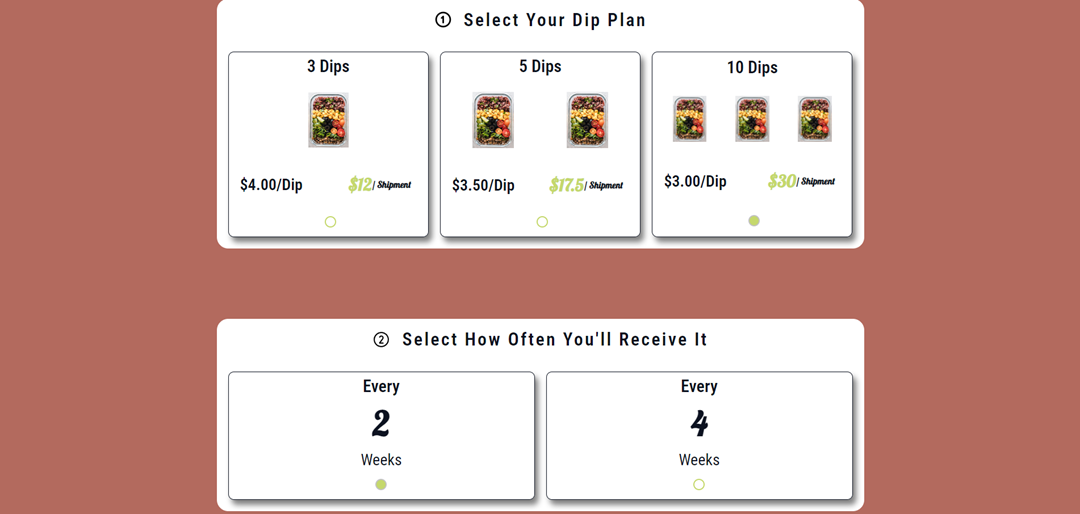 ① Select Your Dip Plan
3 Dips
$4.00/Dip $12/ Shipment
5 Dips
$3.50/Dip $17.5/ Shipment
10 Dips
$3.00/Dip $30/ Shipment
② Select How Often You'll Receive It
Every
2
Weeks
Every
4
Weeks